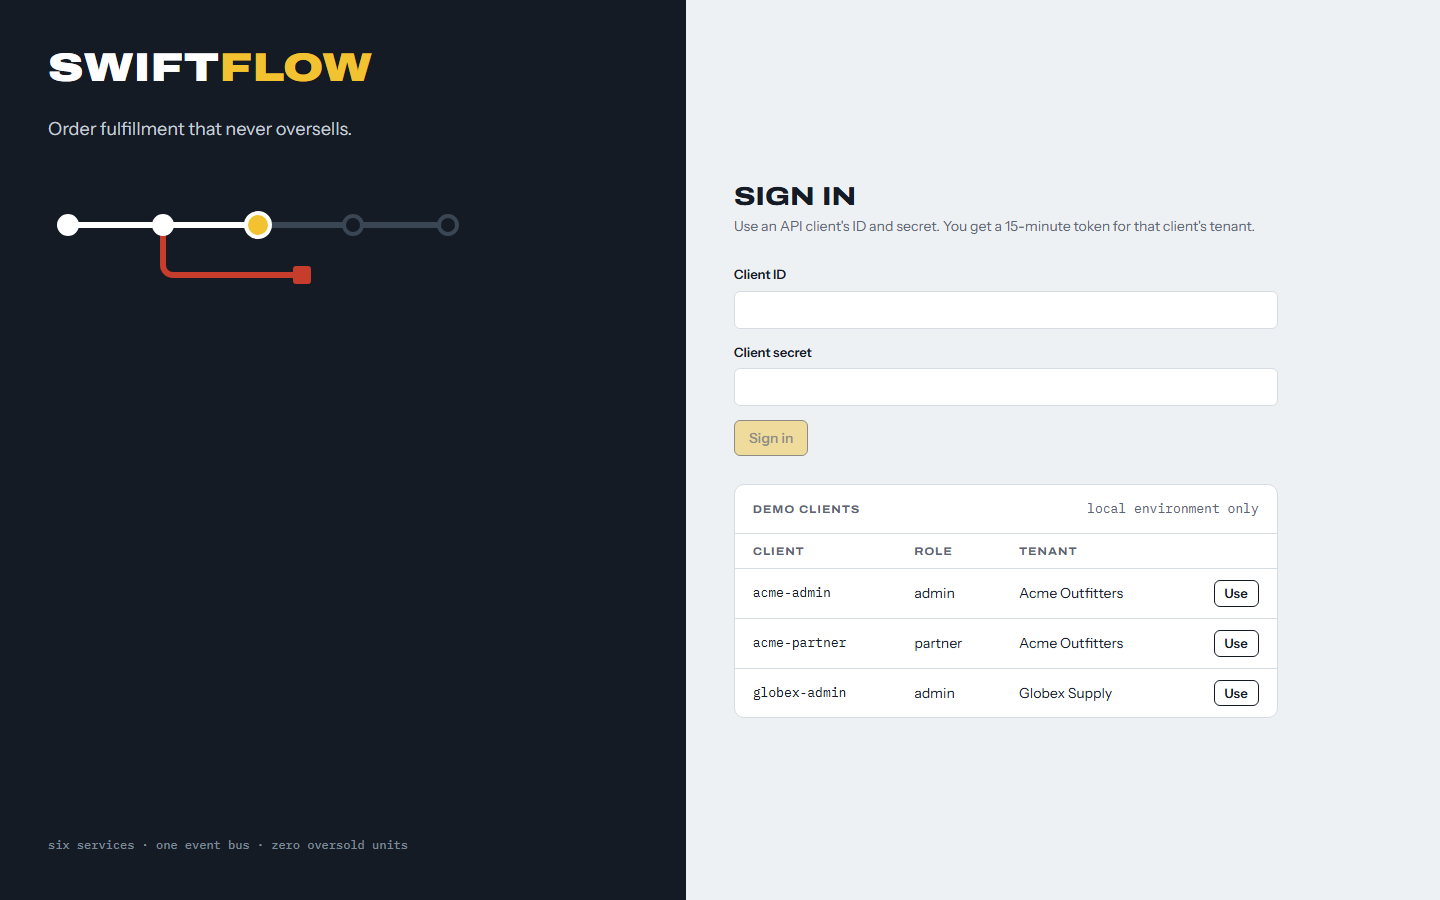 SWIFTFLOW
Order fulfillment that never oversells.
six services · one event bus · zero oversold units
SIGN IN
Use an API client's ID and secret. You get a 15-minute token for that client's tenant.
Client ID
Client secret
Sign in
DEMO CLIENTS local environment only
CLIENT ROLE TENANT
acme-admin admin Acme Outfitters Use
acme-partner partner Acme Outfitters Use
globex-admin admin Globex Supply Use